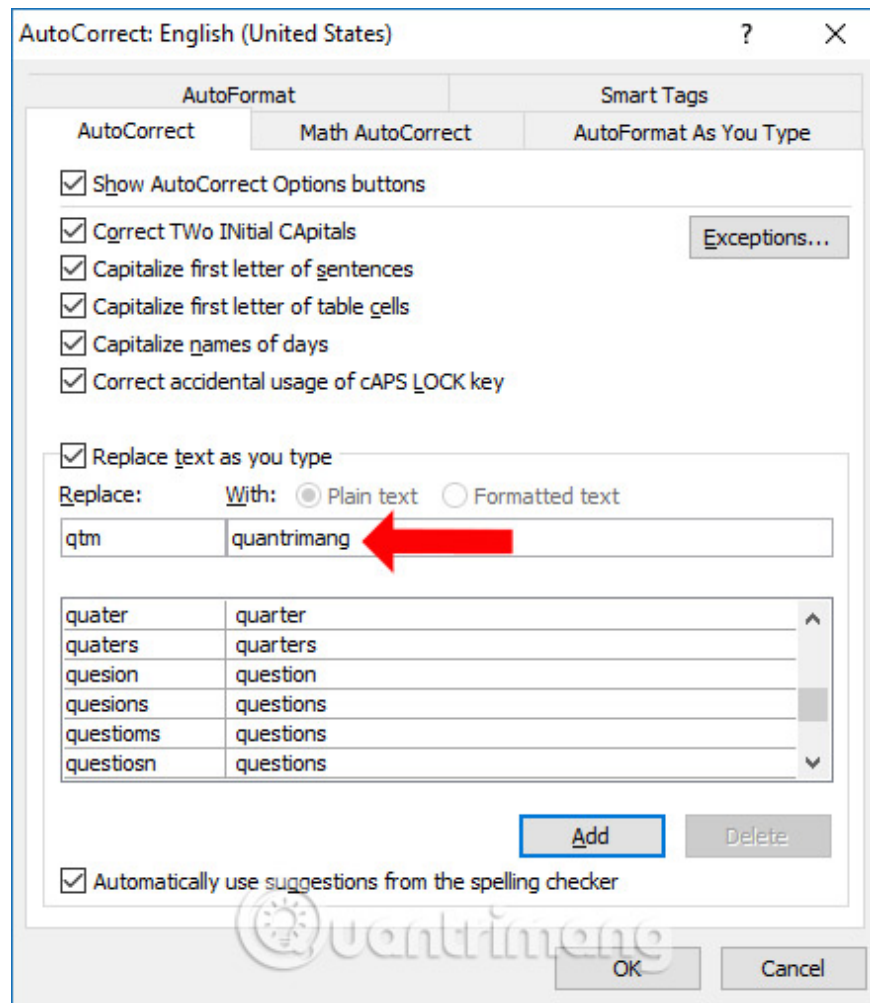 AutoCorrect: English (United States) ? ×
AutoFormat Smart Tags
AutoCorrect Math AutoCorrect AutoFormat As You Type
Show AutoCorrect Options buttons
Correct TWo INitial CApitals Exceptions...
Capitalize first letter of sentences
Capitalize first letter of table cells
Capitalize names of days
Correct accidental usage of cAPS LOCK key
Replace text as you type
Replace: With: Plain text Formatted text
qtm quantrimang
quater quarter
quaters quarters
quesion question
quesions questions
questioms questions
questiosn questions
Add Delete
Automatically use suggestions from the spelling checker
Quantrimang
OK Cancel